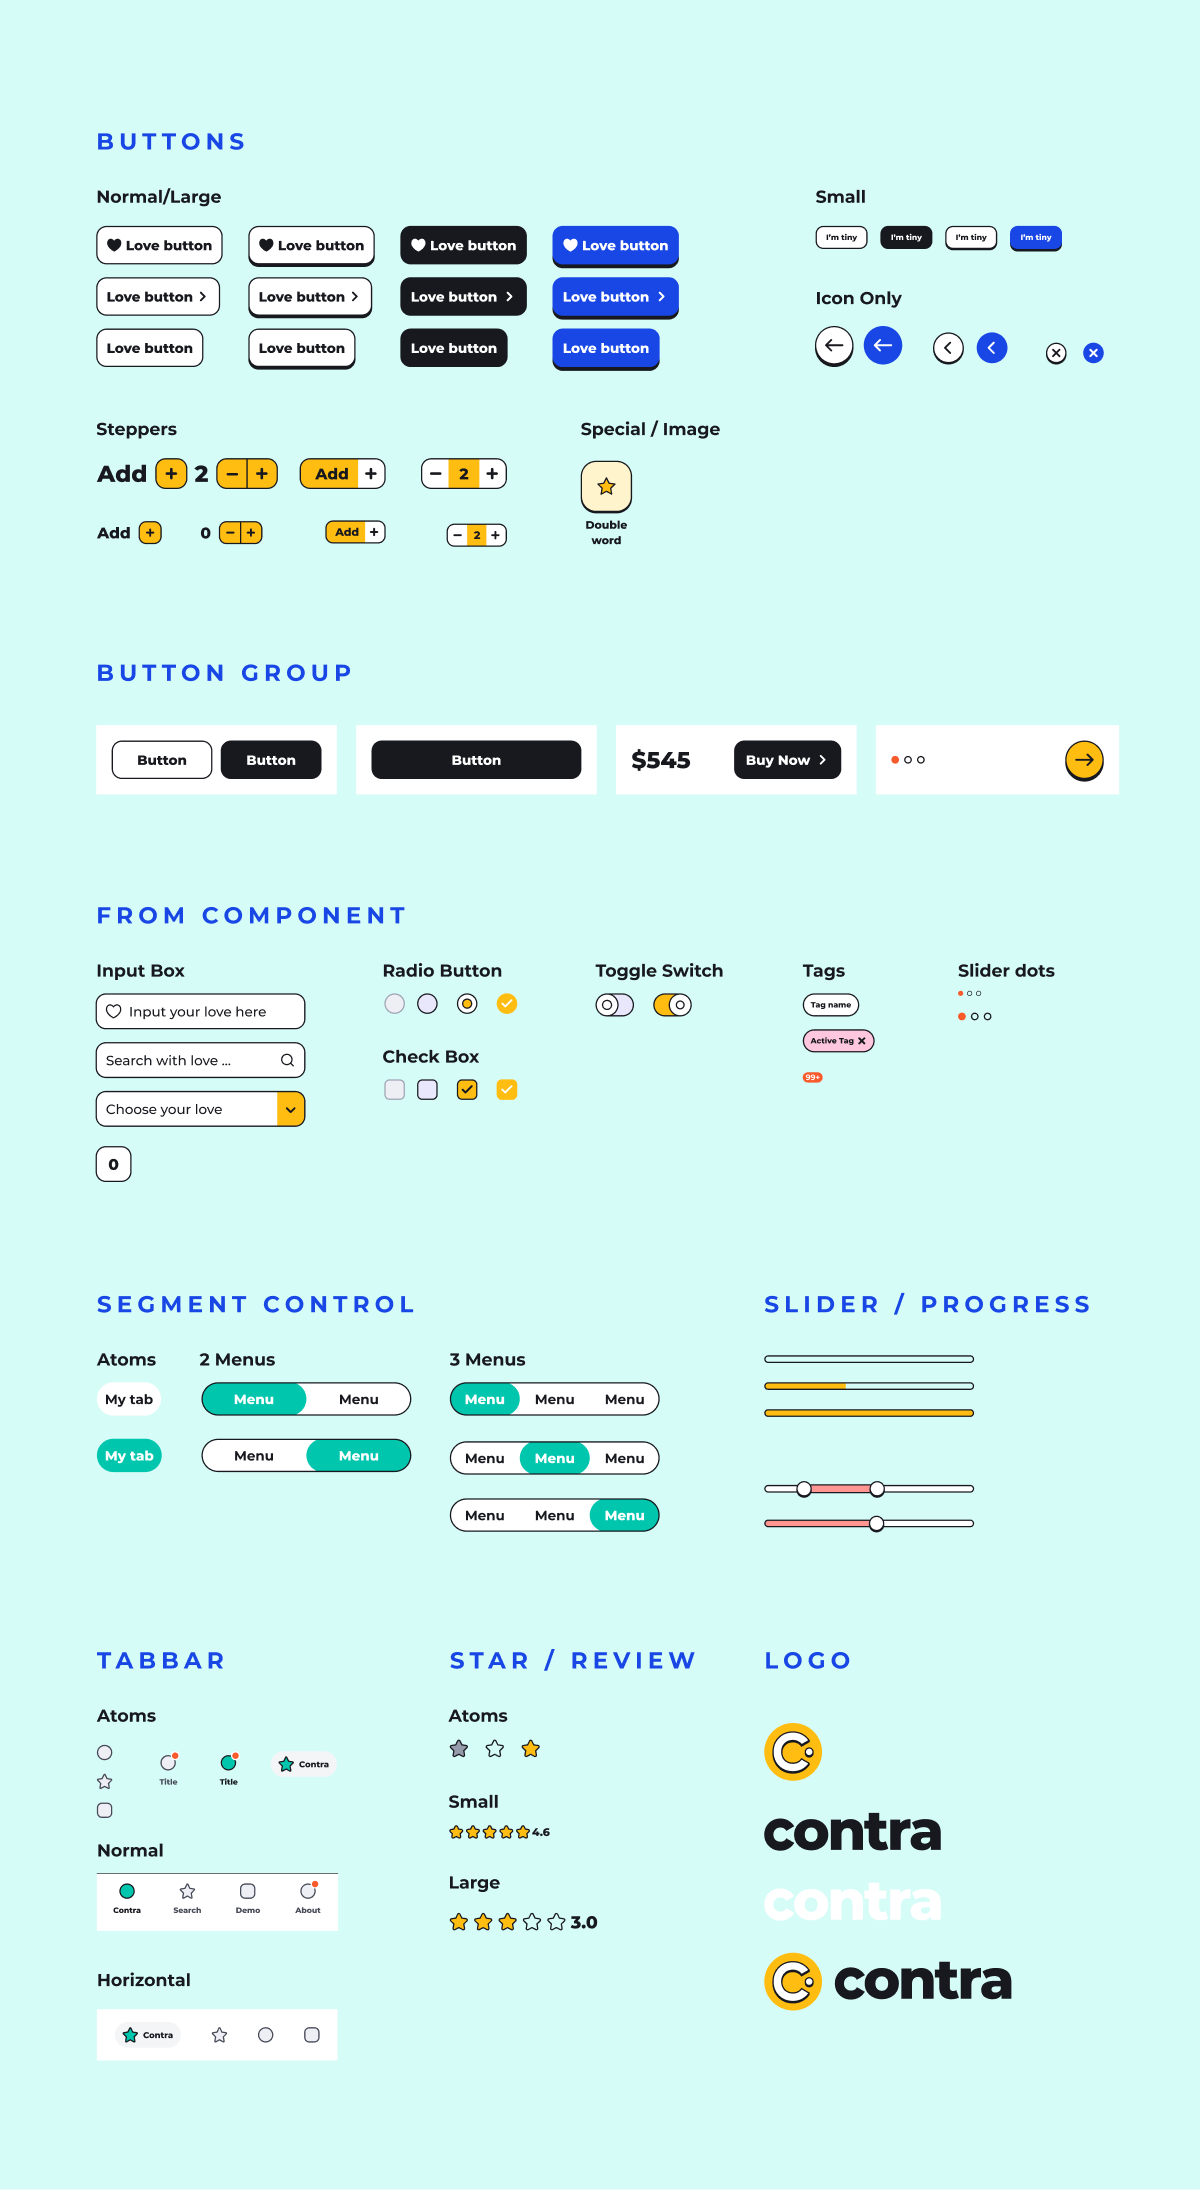 BUTTONS
Normal/Large
Love button
Love button
Love button
Love button
Love button
Love button
Love button
Love button
Love button
Love button
Love button
Love button
Small
I'm tiny
I'm tiny
I'm tiny
I'm tiny
Icon Only
Steppers
Add
2
Add
2
Add
0
Add
2
Special / Image
Double
word
BUTTON GROUP
Button
Button
Button
$545
Buy Now
FROM COMPONENT
Input Box
Input your love here
Search with love ...
Choose your love
0
Radio Button
Check Box
Toggle Switch
Tags
Tag name
Active Tag
99+
Slider dots
SEGMENT CONTROL
Atoms
My tab
My tab
2 Menus
Menu
Menu
Menu
Menu
3 Menus
Menu
Menu
Menu
Menu
Menu
Menu
Menu
Menu
Menu
SLIDER / PROGRESS
TABBAR
Atoms
Title
Title
Contra
Normal
Contra
Search
Demo
About
Horizontal
Contra
STAR / REVIEW
Atoms
Small
4.6
Large
3.0
LOGO
contra
contra
contra